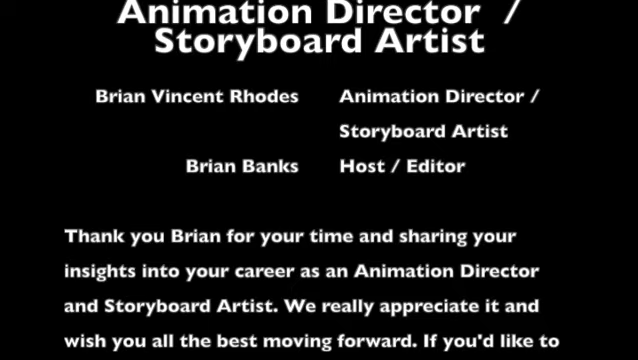 Animation Director /
Storyboard Artist
Brian Vincent Rhodes Animation Director /
Storyboard Artist
Brian Banks Host / Editor
Thank you Brian for your time and sharing your
insights into your career as an Animation Director
and Storyboard Artist. We really appreciate it and
wish you all the best moving forward. If you'd like to